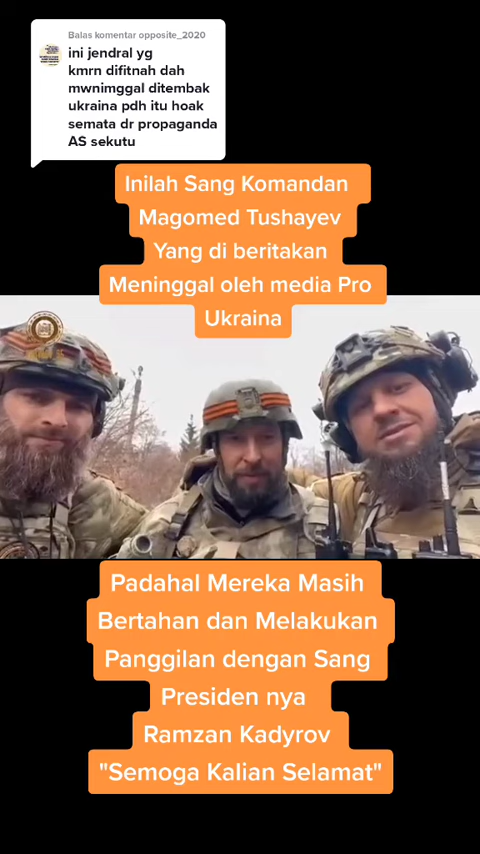 Balas komentar opposite_2020
ini jendral yg
kmrn difitnah dah
mwnimggal ditembak
ukraina pdh itu hoak
semata dr propaganda
AS sekutu
Inilah Sang Komandan
Magomed Tushayev
Yang di beritakan
Meninggal oleh media Pro
Ukraina
Padahal Mereka Masih
Bertahan dan Melakukan
Panggilan dengan Sang
Presiden nya
Ramzan Kadyrov
"Semoga Kalian Selamat"